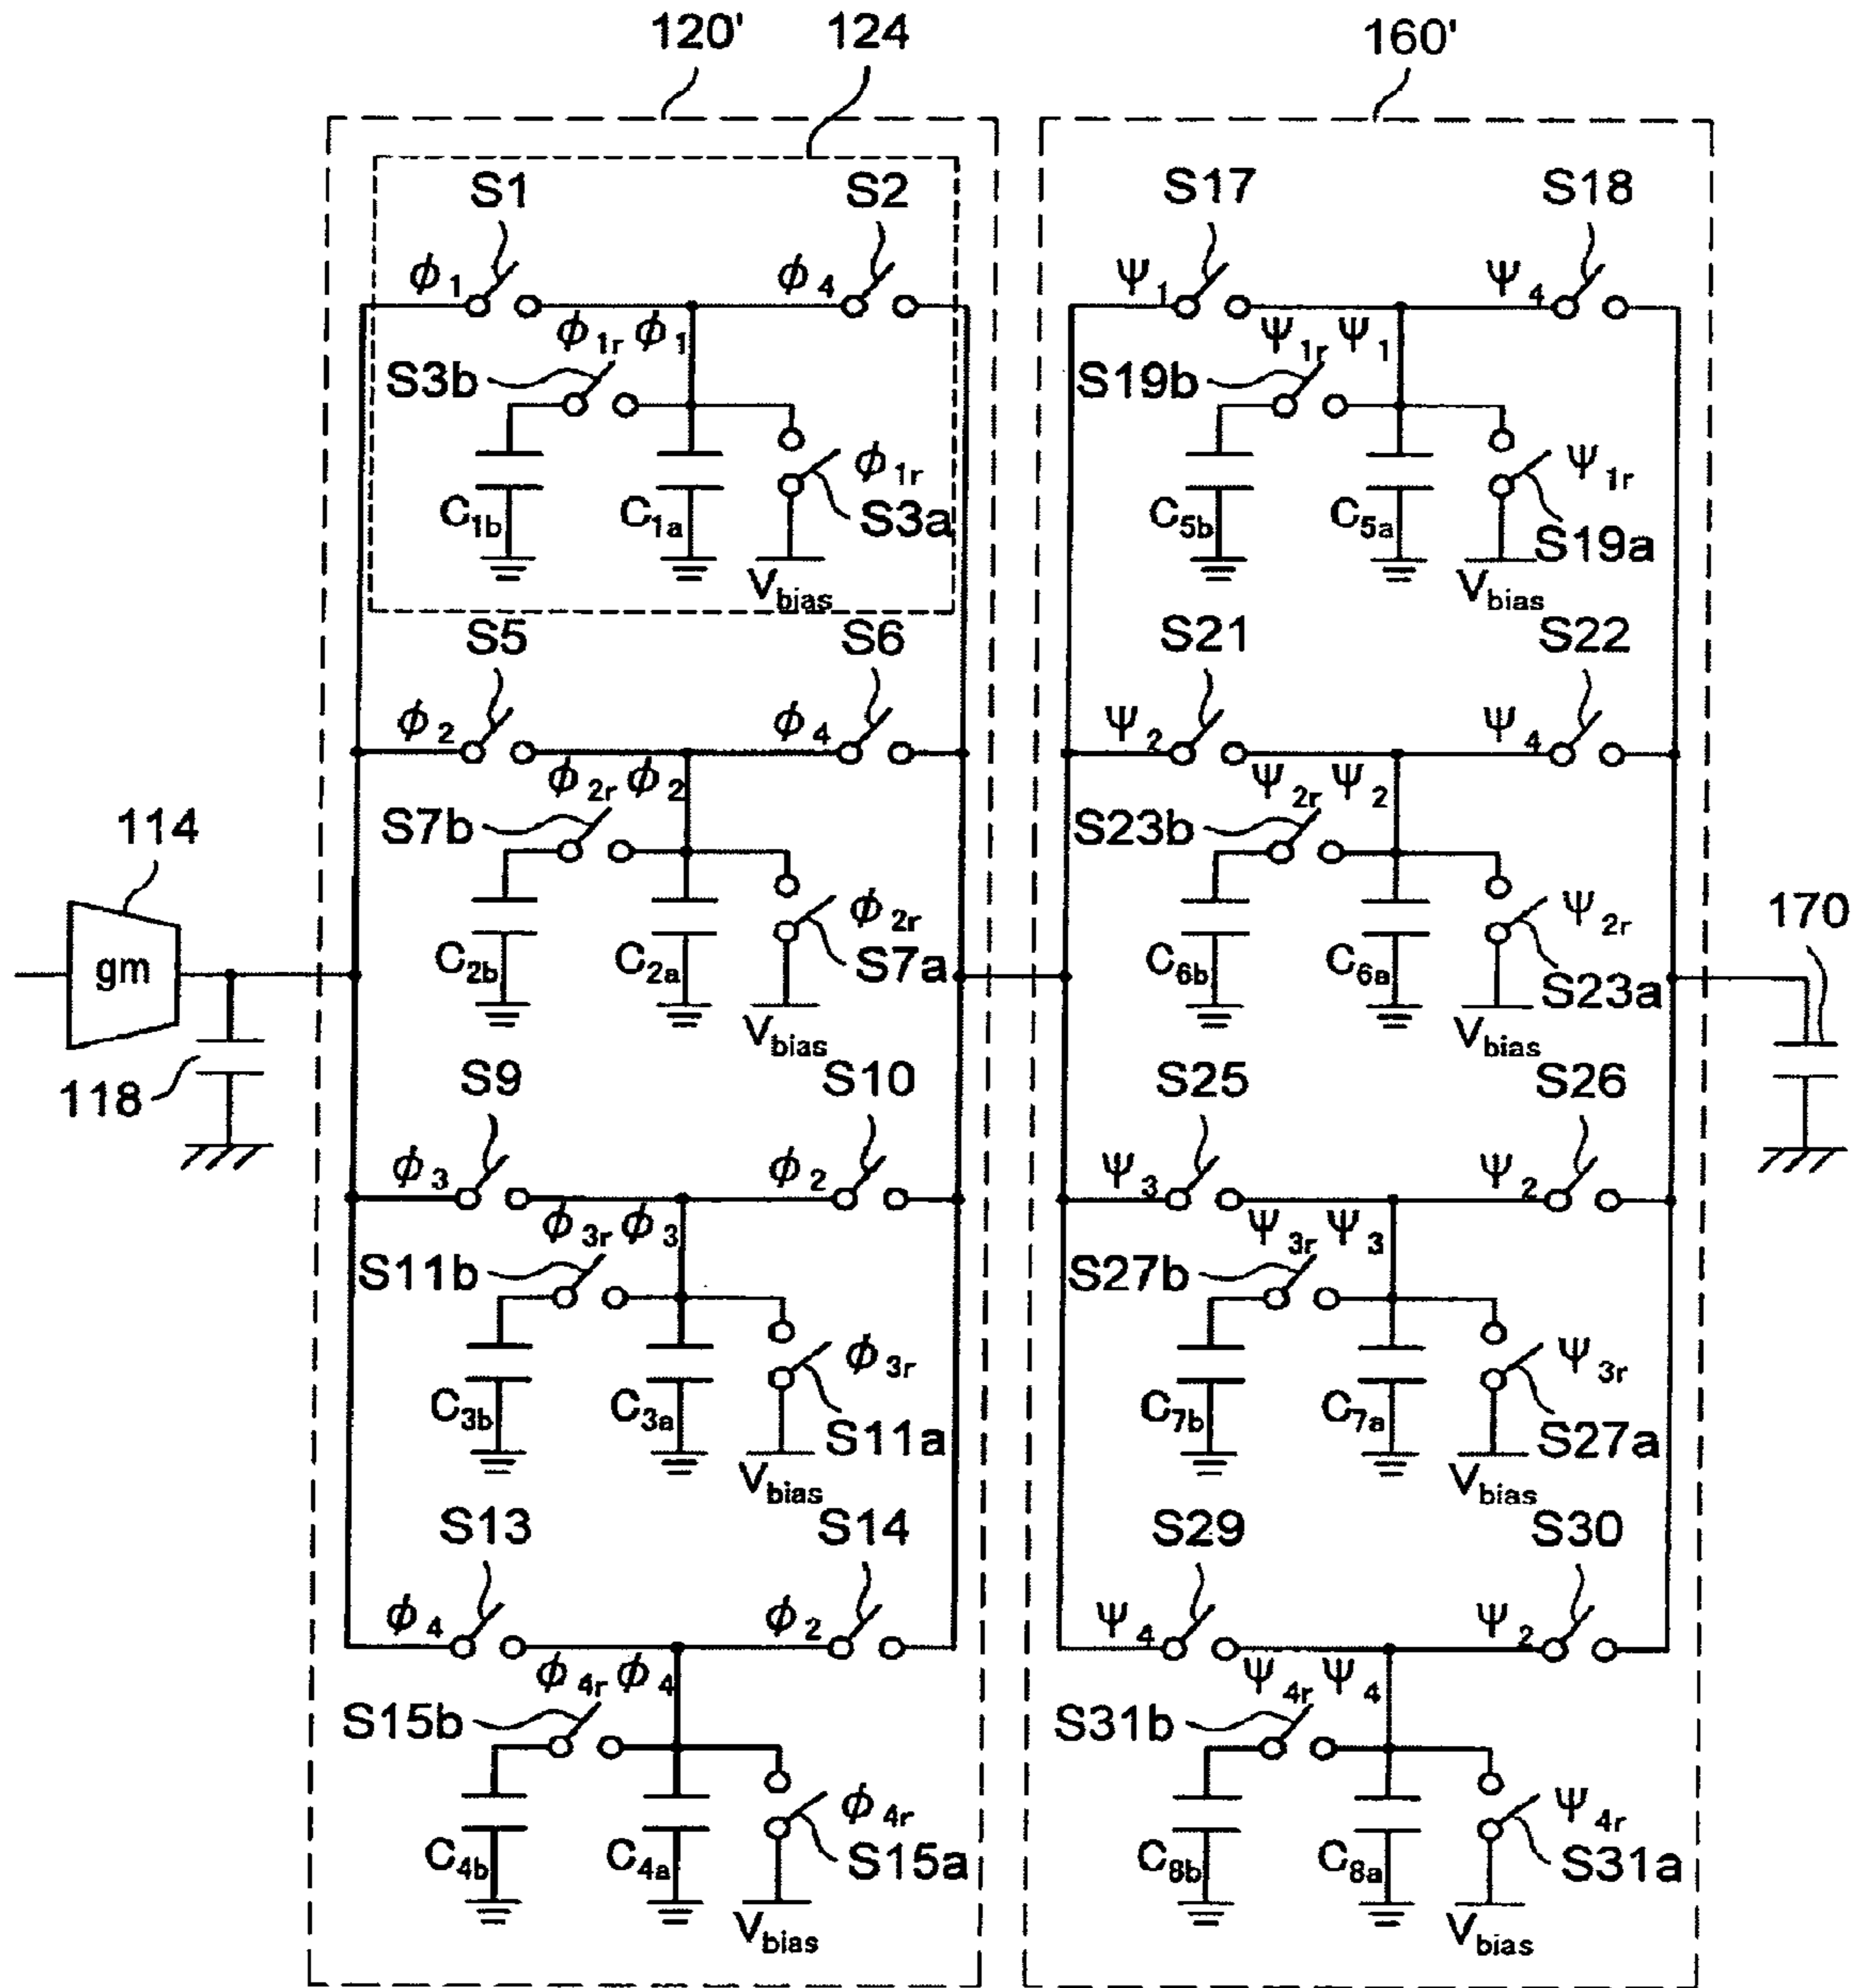 120' 124 160'
S1 S2 S17 S18
ϕ1 ϕ4 Ψ1 Ψ4
ϕ1r ϕ1 Ψ1r Ψ1
S3b S19b
ϕ1r Ψ1r
C1b C1a S3a C5b C5a S19a
Vbias Vbias
S5 S6 S21 S22
ϕ2 ϕ4 Ψ2 Ψ4
ϕ2r ϕ2 Ψ2r Ψ2
S7b S23b
114 ϕ2r Ψ2r 170
gm C2b C2a S7a C6b C6a S23a
Vbias Vbias
118 S9 S10 S25 S26
ϕ3 ϕ2 Ψ3 Ψ2
ϕ3r ϕ3 Ψ3r Ψ3
S11b S27b
ϕ3r Ψ3r
C3b C3a S11a C7b C7a S27a
Vbias Vbias
S13 S14 S29 S30
ϕ4 ϕ2 Ψ4 Ψ2
ϕ4r ϕ4 Ψ4r Ψ4
S15b S31b
ϕ4r Ψ4r
C4b C4a S15a C8b C8a S31a
Vbias Vbias